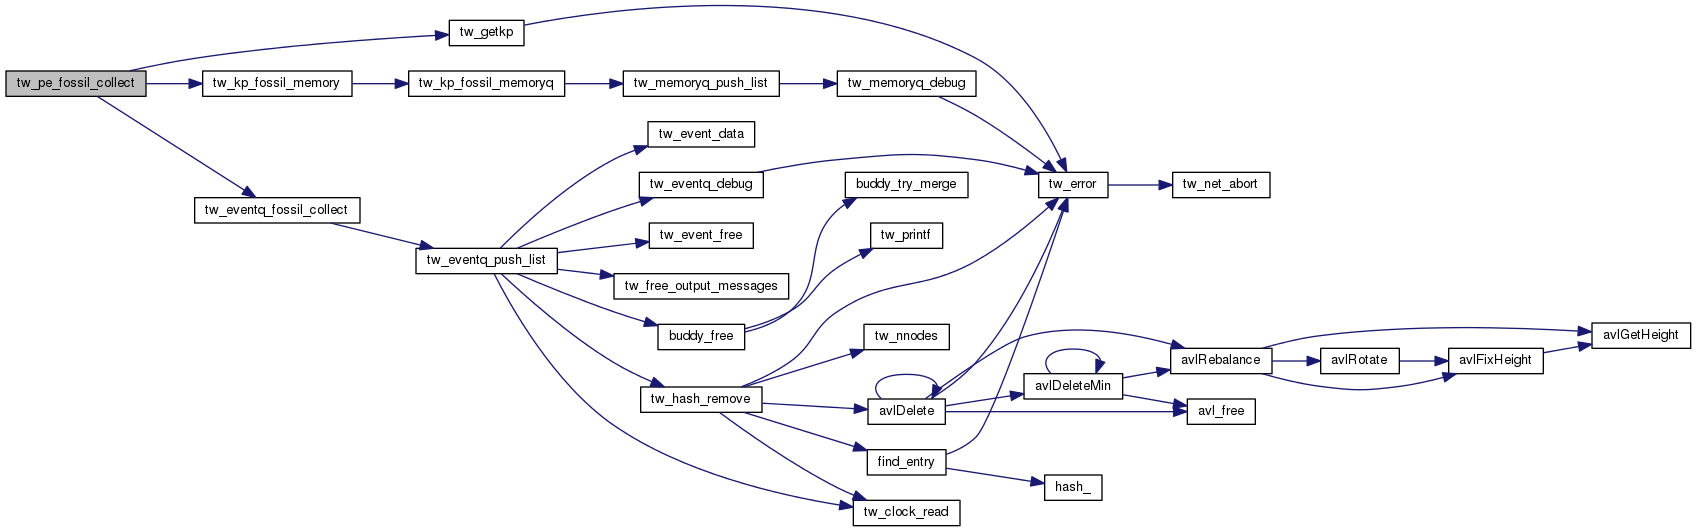 tw_pe_fossil_collect
tw_getkp
tw_kp_fossil_memory
tw_kp_fossil_memoryq
tw_memoryq_push_list
tw_memoryq_debug
tw_eventq_fossil_collect
tw_eventq_push_list
tw_event_data
tw_eventq_debug
tw_event_free
tw_free_output_messages
buddy_free
tw_hash_remove
buddy_try_merge
tw_printf
tw_nnodes
avlDelete
find_entry
tw_clock_read
tw_error
tw_net_abort
avlDeleteMin
hash_
avlRebalance
avl_free
avlRotate
avlFixHeight
avlGetHeight